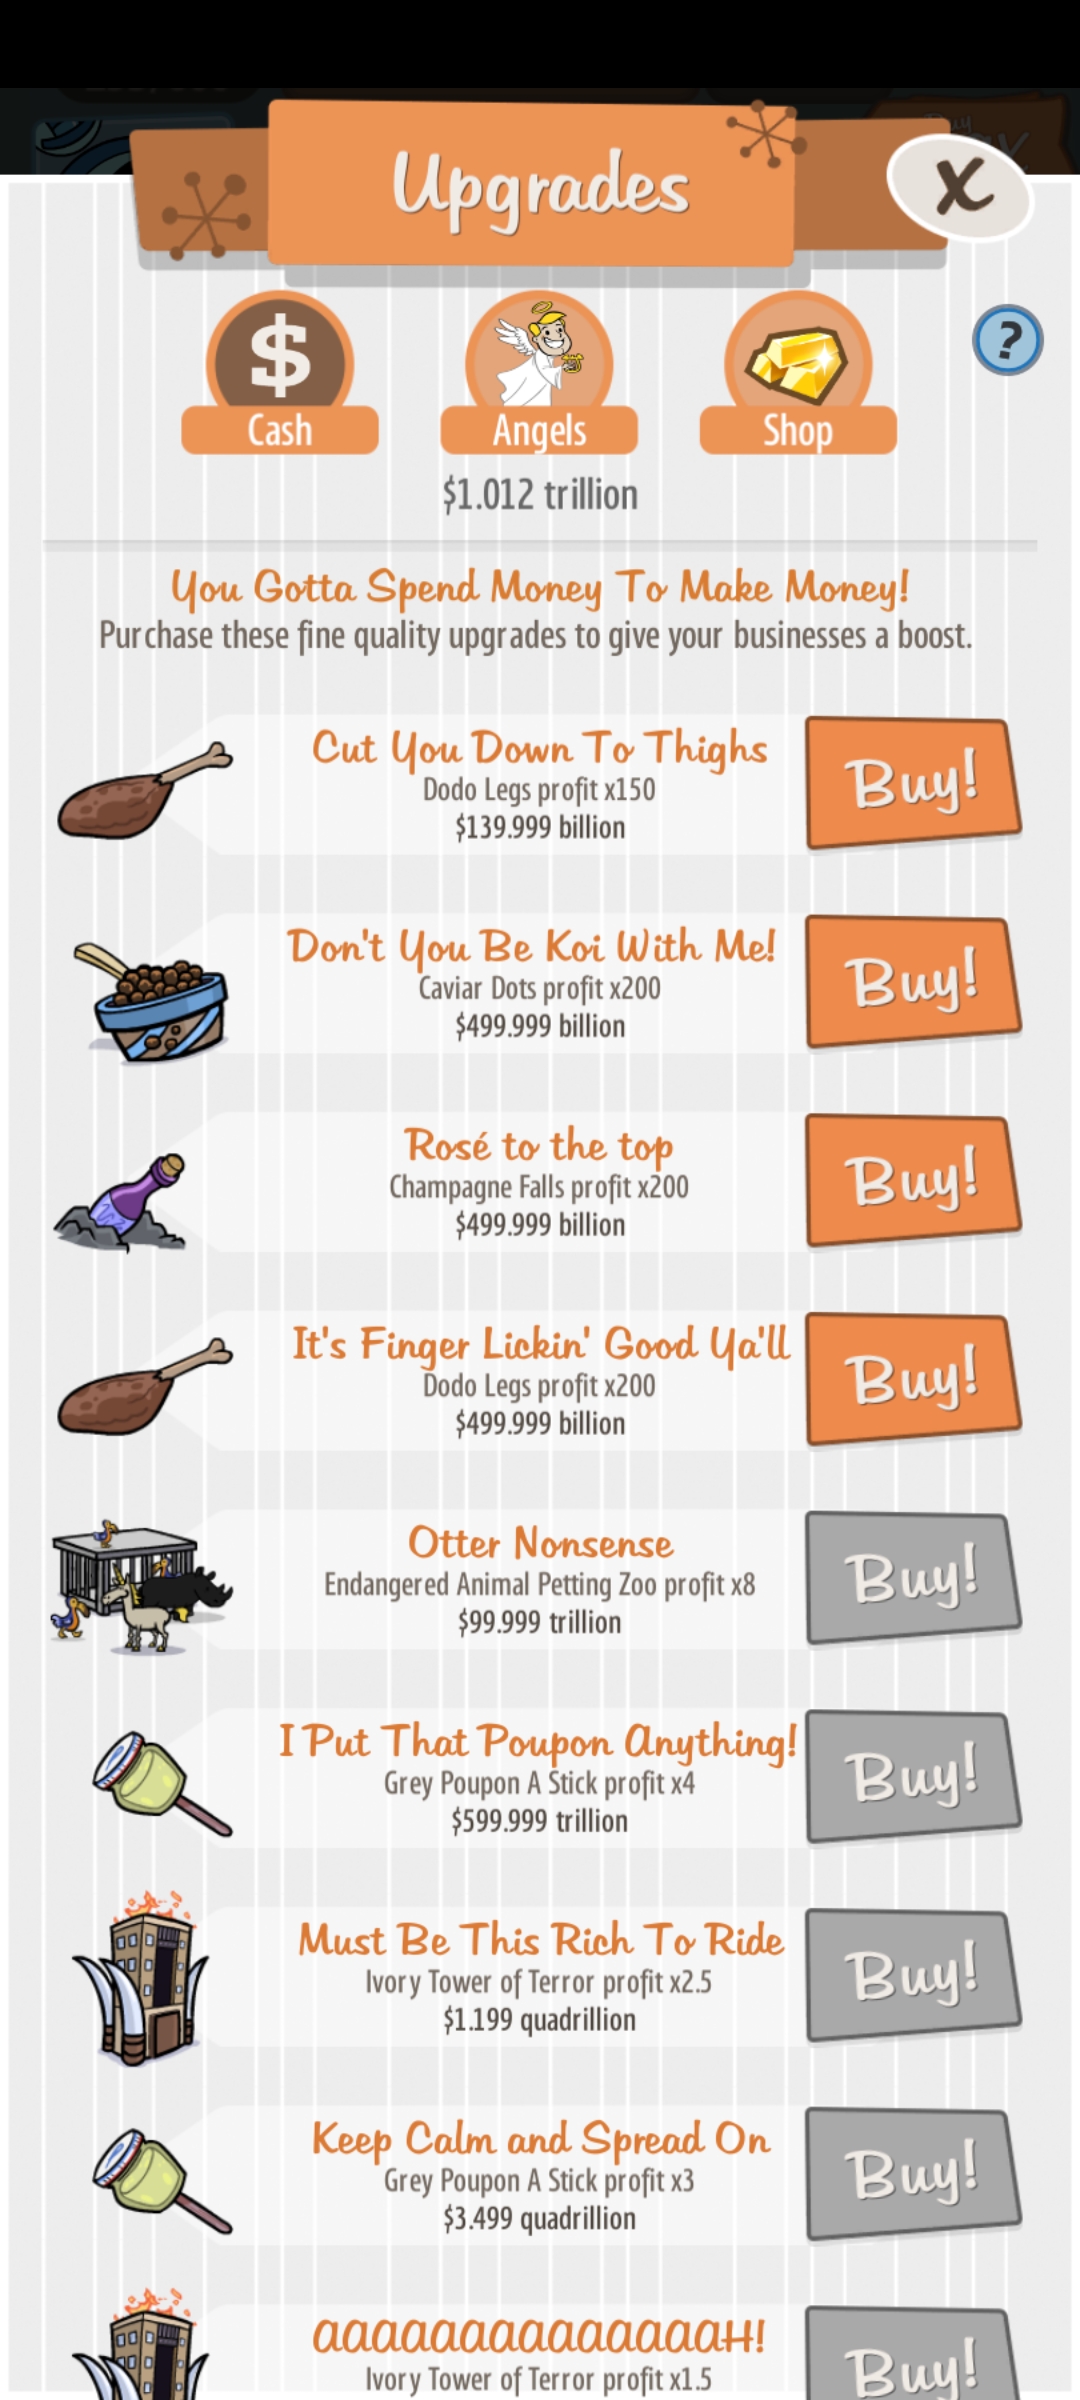 Upgrades
X
$
?
Cash
Angels
Shop
$1.012 trillion
You Gotta Spend Money To Make Money!
Purchase these fine quality upgrades to give your businesses a boost.
Cut You Down To Thighs
Dodo Legs profit x150
$139.999 billion
Buy!
Don't You Be Koi With Me!
Caviar Dots profit x200
$499.999 billion
Buy!
Rosé to the top
Champagne Falls profit x200
$499.999 billion
Buy!
It's Finger Lickin' Good Ya'll
Dodo Legs profit x200
$499.999 billion
Buy!
Otter Nonsense
Endangered Animal Petting Zoo profit x8
$99.999 trillion
Buy!
I Put That Poupon Anything!
Grey Poupon A Stick profit x4
$599.999 trillion
Buy!
Must Be This Rich To Ride
Ivory Tower of Terror profit x2.5
$1.199 quadrillion
Buy!
Keep Calm and Spread On
Grey Poupon A Stick profit x3
$3.499 quadrillion
Buy!
aaaaaaaaaaaaaaH!
Ivory Tower of Terror profit x1.5
Buy!